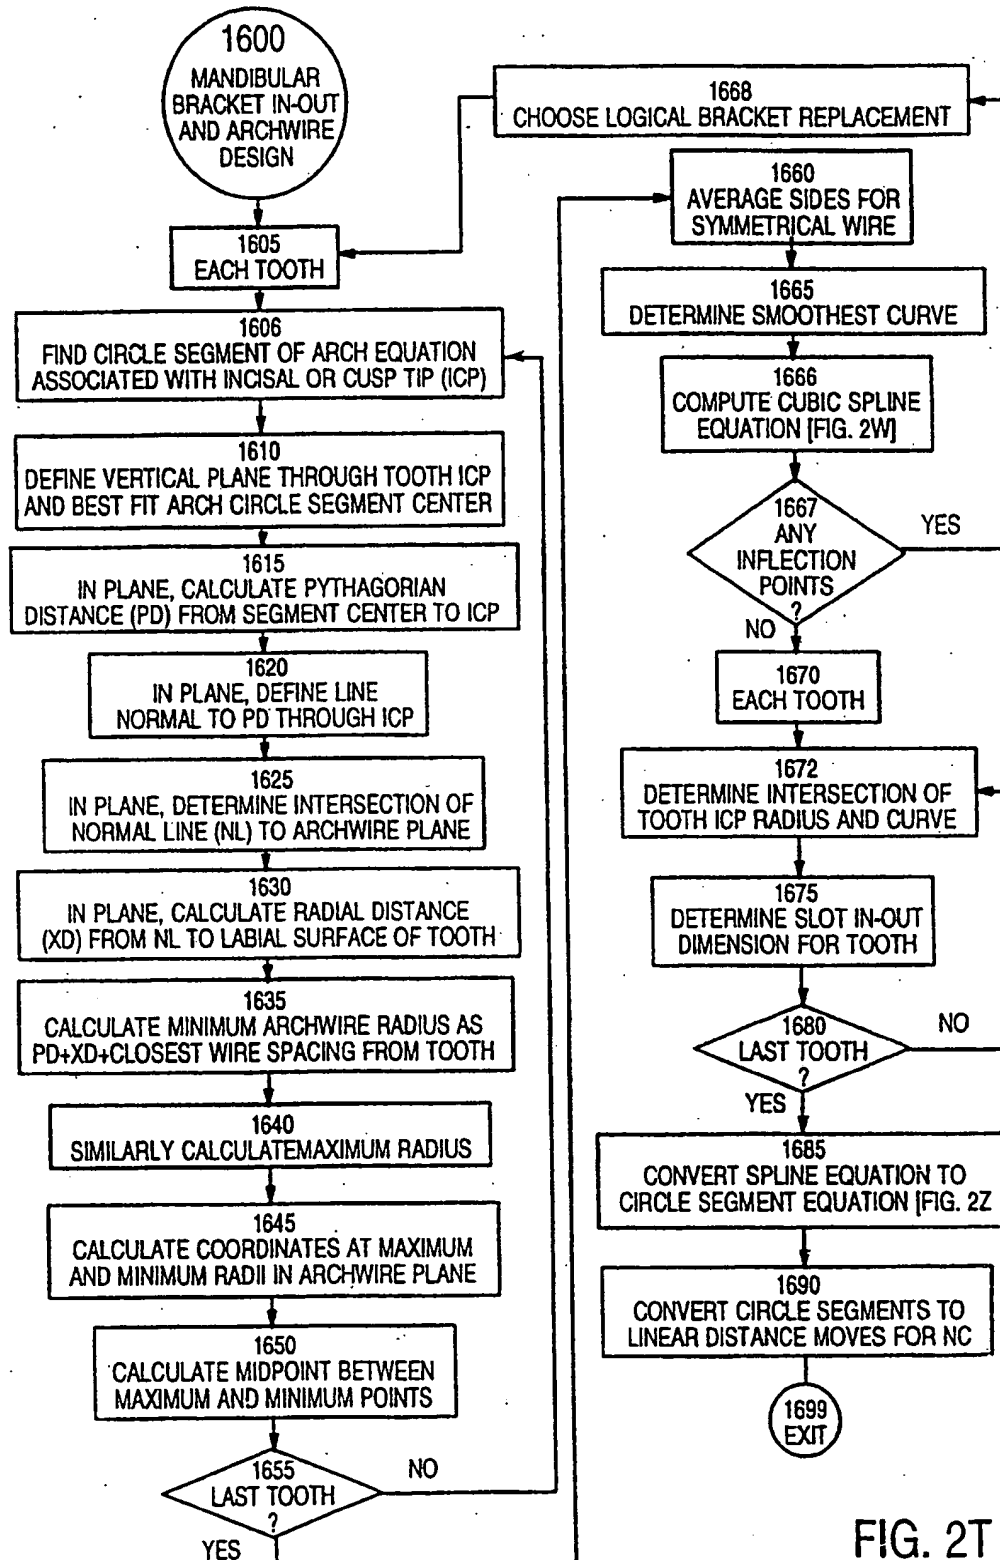 1600
MANDIBULAR
BRACKET IN-OUT
AND ARCHWIRE
DESIGN
1605
EACH TOOTH
1606
FIND CIRCLE SEGMENT OF ARCH EQUATION
ASSOCIATED WITH INCISAL OR CUSP TIP (ICP)
1610
DEFINE VERTICAL PLANE THROUGH TOOTH ICP
AND BEST FIT ARCH CIRCLE SEGMENT CENTER
1615
IN PLANE, CALCULATE PYTHAGORIAN
DISTANCE (PD) FROM SEGMENT CENTER TO ICP
1620
IN PLANE, DEFINE LINE
NORMAL TO PD THROUGH ICP
1625
IN PLANE, DETERMINE INTERSECTION OF
NORMAL LINE (NL) TO ARCHWIRE PLANE
1630
IN PLANE, CALCULATE RADIAL DISTANCE
(XD) FROM NL TO LABIAL SURFACE OF TOOTH
1635
CALCULATE MINIMUM ARCHWIRE RADIUS AS
PD+XD+CLOSEST WIRE SPACING FROM TOOTH
1640
SIMILARLY CALCULATEMAXIMUM RADIUS
1645
CALCULATE COORDINATES AT MAXIMUM
AND MINIMUM RADII IN ARCHWIRE PLANE
1650
CALCULATE MIDPOINT BETWEEN
MAXIMUM AND MINIMUM POINTS
1655
LAST TOOTH
?
NO
YES
1668
CHOOSE LOGICAL BRACKET REPLACEMENT
1660
AVERAGE SIDES FOR
SYMMETRICAL WIRE
1665
DETERMINE SMOOTHEST CURVE
1666
COMPUTE CUBIC SPLINE
EQUATION [FIG. 2W]
1667
ANY
INFLECTION
POINTS
?
YES
NO
1670
EACH TOOTH
1672
DETERMINE INTERSECTION OF
TOOTH ICP RADIUS AND CURVE
1675
DETERMINE SLOT IN-OUT
DIMENSION FOR TOOTH
1680
LAST TOOTH
?
NO
YES
1685
CONVERT SPLINE EQUATION TO
CIRCLE SEGMENT EQUATION [FIG. 2Z
1690
CONVERT CIRCLE SEGMENTS TO
LINEAR DISTANCE MOVES FOR NC
1699
EXIT
FIG. 2T